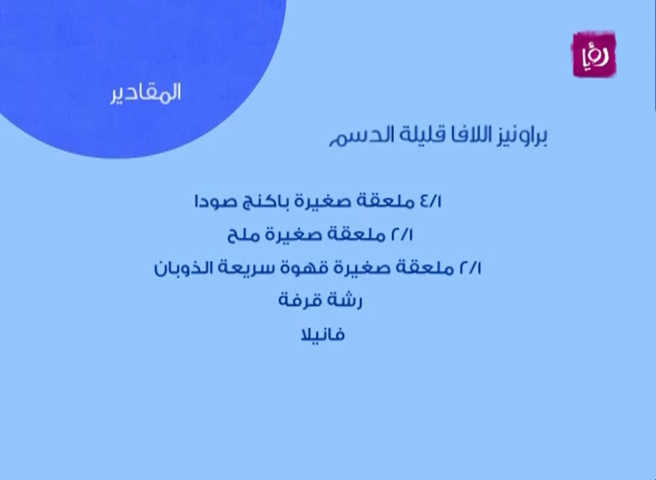 رؤيا
المقادير
براونيز اللافا قليلة الدسم
٤/١ ملعقة صغيرة باكنج صودا
٢/١ ملعقة صغيرة ملح
٢/١ ملعقة صغيرة قهوة سريعة الذوبان
رشة قرفة
فانيلا